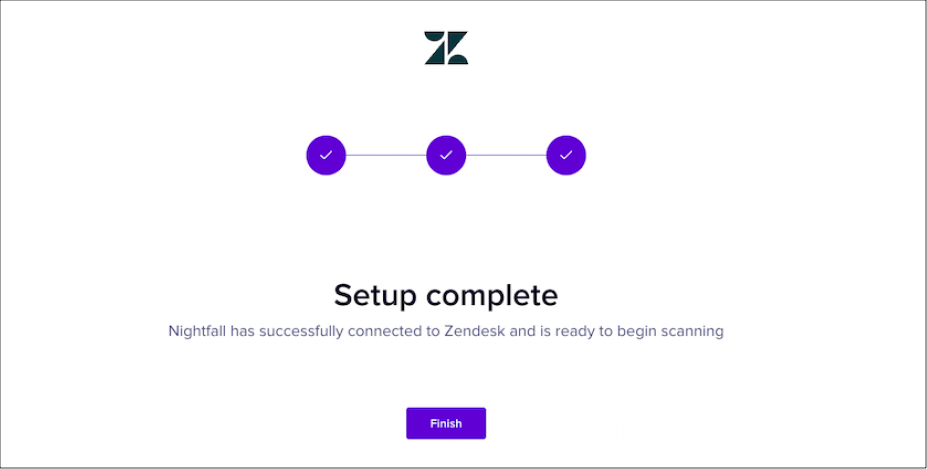 Setup complete
Nightfall has successfully connected to Zendesk and is ready to begin scanning
Finish